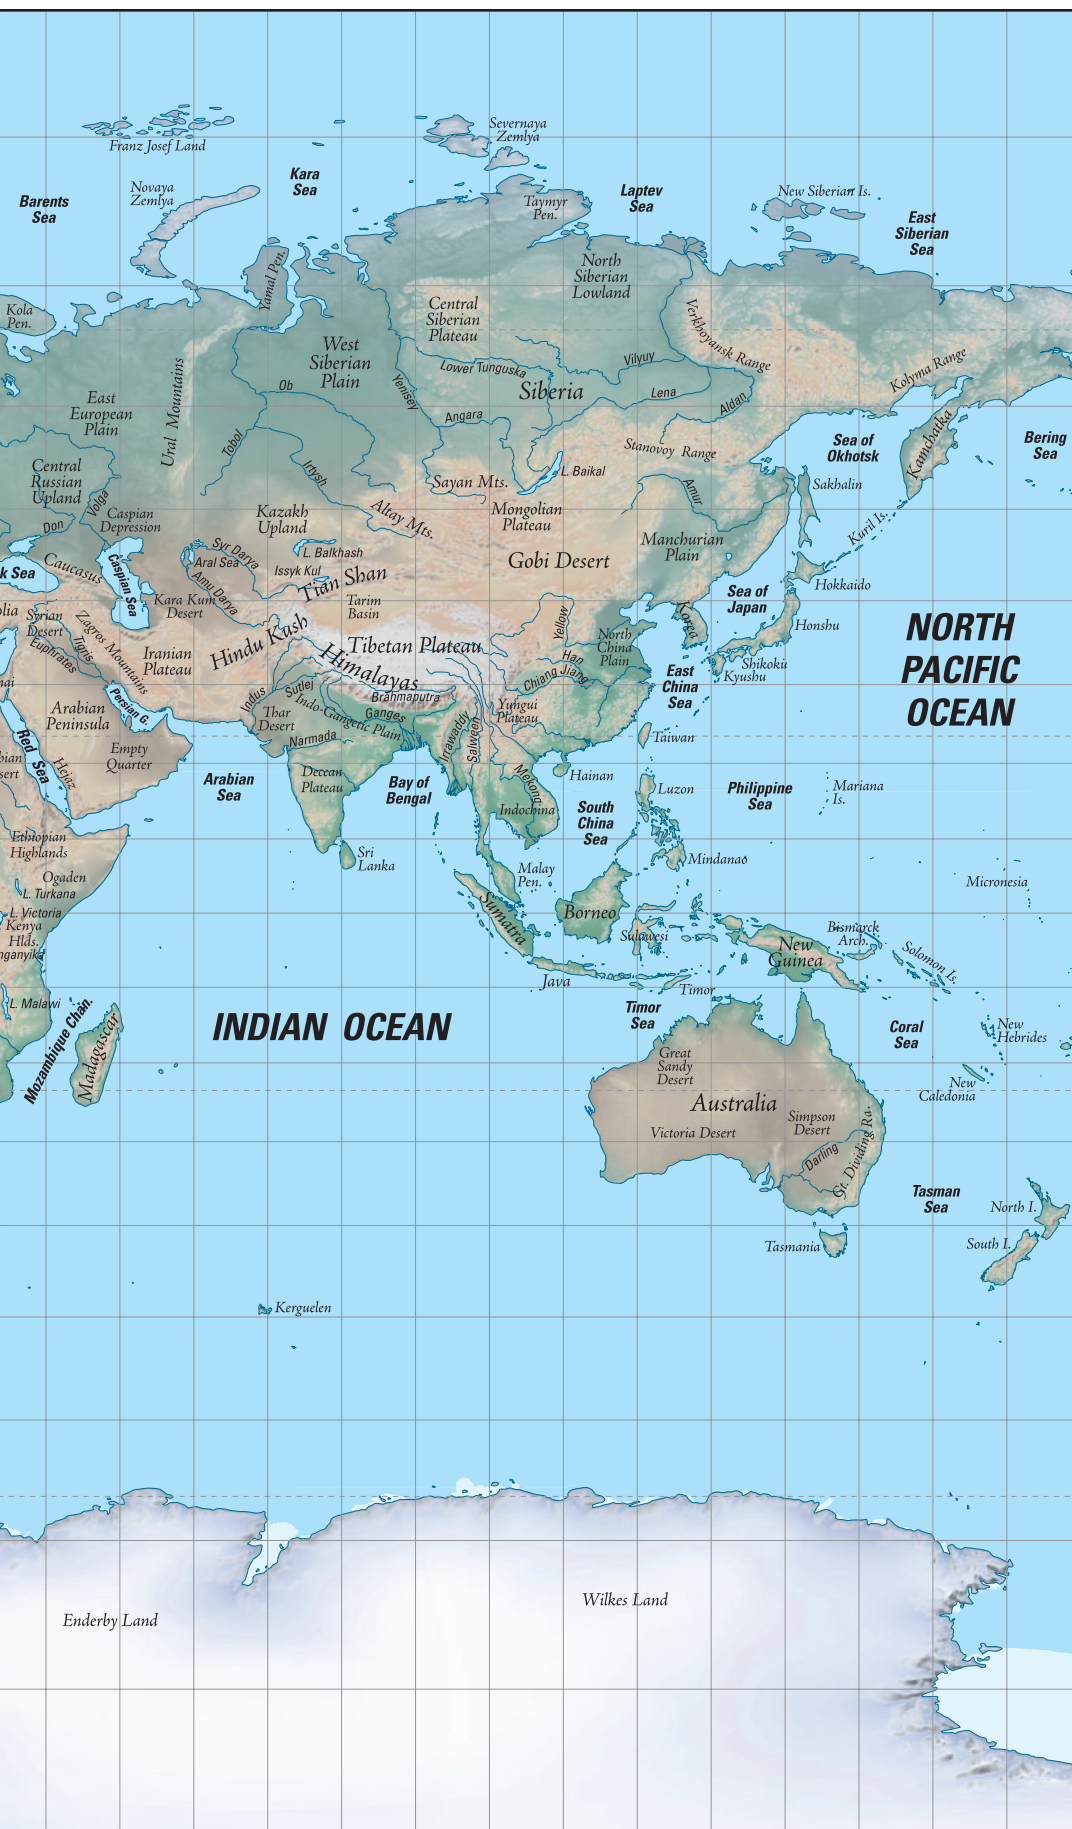 Severnaya
Zemlya
Franz Josef Land
Kara
Sea
Novaya
Zemlya
Barents
Sea
Taymyr
Pen.
Laptev
Sea
New Siberian Is.
East
Siberian
Sea
Yamal Pen.
North
Siberian
Lowland
Kola
Pen.
Central
Siberian
Plateau
Verkhoyansk Range
West
Siberian
Plain
Vilyuy
Lower Tunguska
Kolyma Range
Ural Mountains
Ob
Yenisey
Siberia
Lena
Aldan
East
European
Plain
Angara
Tobol
Stanovoy Range
Sea of
Okhotsk
Kamchatka
Bering
Sea
Central
Russian
Upland
Irtysh
Sayan Mts.
L. Baikal
Amur
Sakhalin
Volga
Don
Caspian
Depression
Kazakh
Upland
Altay Mts.
Mongolian
Plateau
Kuril Is.
Manchurian
Plain
Syr Darya
L. Balkhash
Aral Sea
Issyk Kul
Gobi Desert
Caucasus
k Sea
Caspian Sea
Tian Shan
Amu Darya
Kara Kum
Desert
Tarim
Basin
Sea of
Japan
Hokkaido
olia
Syrian
Desert
Zagros Mountains
Tigris
Euphrates
Hindu Kush
Yellow
Korea
Honshu
NORTH
PACIFIC
OCEAN
Iranian
Plateau
Tibetan Plateau
North
China
Plain
Himalayas
Han
Chiang Jiang
Shikoku
Kyushu
East
China
Sea
nai
Persian G.
Indus
Sutlej
Brahmaputra
Arabian
Peninsula
Thar
Desert
Indo-Gangetic Plain
Ganges
Yungui
Plateau
Irrawaddy
Salween
Red Sea
Narmada
Taiwan
Empty
Quarter
bian
sert
Hejaz
Deccan
Plateau
Mekong
Hainan
Arabian
Sea
Bay of
Bengal
Luzon
Philippine
Sea
Mariana
Is.
Indochina
South
China
Sea
Ethiopian
Highlands
Sri
Lanka
Malay
Pen.
Mindanao
Ogaden
L. Turkana
Micronesia
L. Victoria
Kenya
Hlds.
nganyika
Sumatra
Borneo
Sulawesi
New
Guinea
Bismarck
Arch.
Solomon Is.
Java
Timor
L. Malawi
Mozambique Chan.
Madagascar
INDIAN OCEAN
Timor
Sea
Coral
Sea
New
Hebrides
Great
Sandy
Desert
New
Caledonia
Australia
Simpson
Desert
Victoria Desert
Darling
Gt. Dividing Ra.
Tasman
Sea
North I.
South I.
Tasmania
Kerguelen
Wilkes Land
Enderby Land